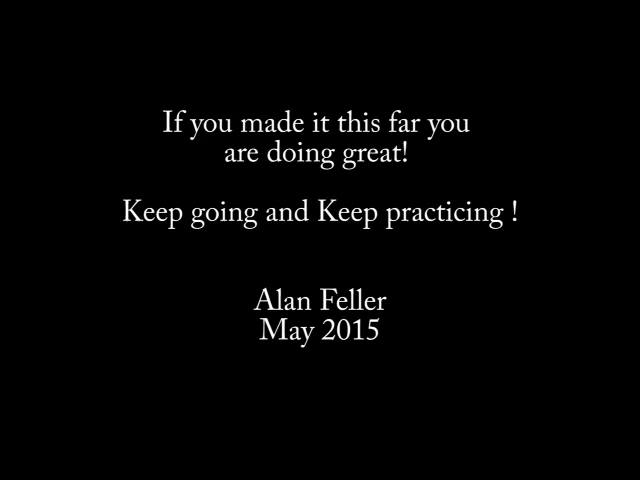 If you made it this far you
are doing great!
Keep going and Keep practicing !
Alan Feller
May 2015